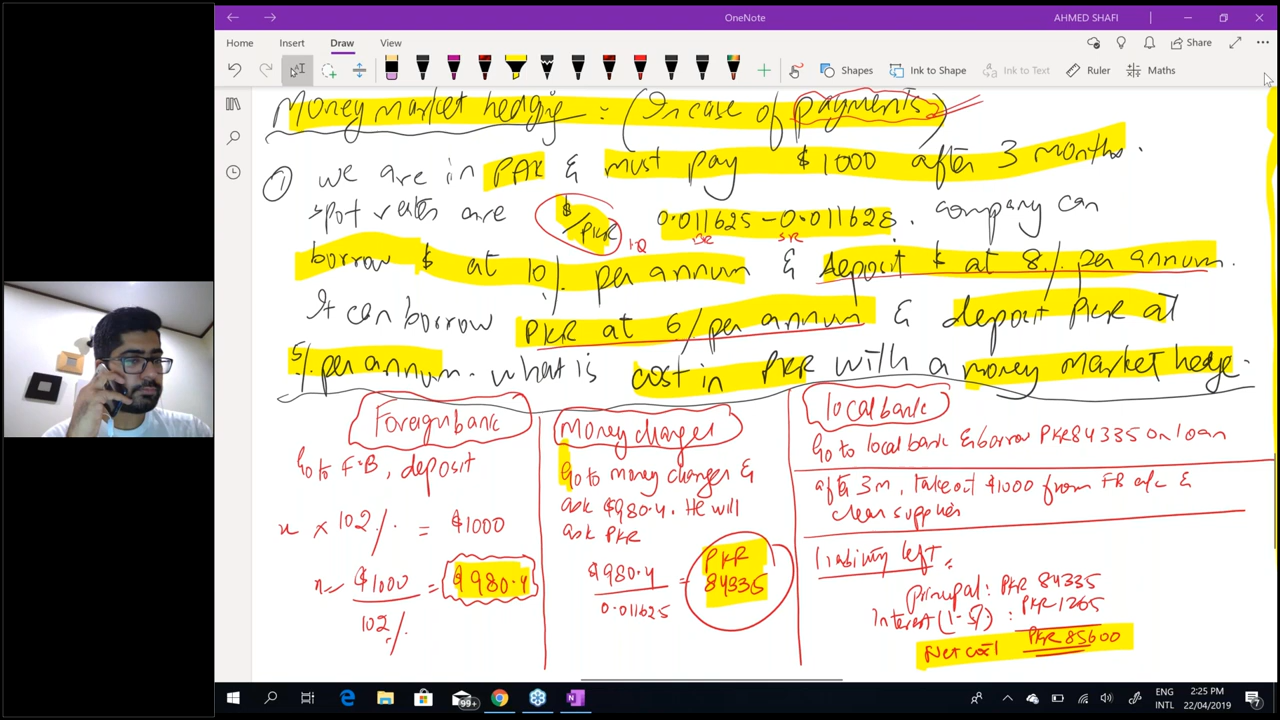 OneNote
AHMED SHAFI
Home Insert Draw View
Share
Shapes
Ink to Shape
Ink to Text
Ruler
Maths
Money market hedging :- (In case of payments)
① we are in PAK & must pay $1000 after 3 months.
spot rates are $/PKR 0.011625 - 0.011628. company can
IQ BR SR
borrow $ at 10% per annum & deposit $ at 8% per annum.
It can borrow PKR at 6% per annum & deposit PKR at
5% per annum. what is cost in PKR with a money market hedge.
Foreign bank
Go to F.B, deposit
x × 102% = $1000
x = $1000 = $980.4
102%
Money changer
Go to money changer &
ask $980.4. He will
ask PKR
$980.4 = PKR 84335
0.011625
local bank
Go to local bank & borrow PKR 84335 on loan
after 3m, take out $1000 from FB a/c &
clear supplier
liability left :-
Principal: PKR 84335
Interest (1.5%) : PKR 1265
Net cost PKR 85600
99+
ENG
INTL
2:25 PM
22/04/2019
7